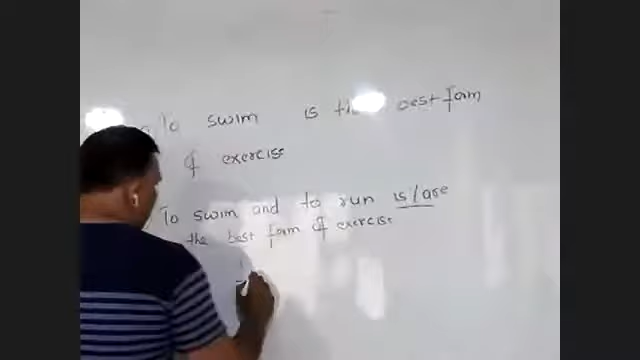 To swim is the best form
of exercise
To swim and to run is/are
the best form of exercise